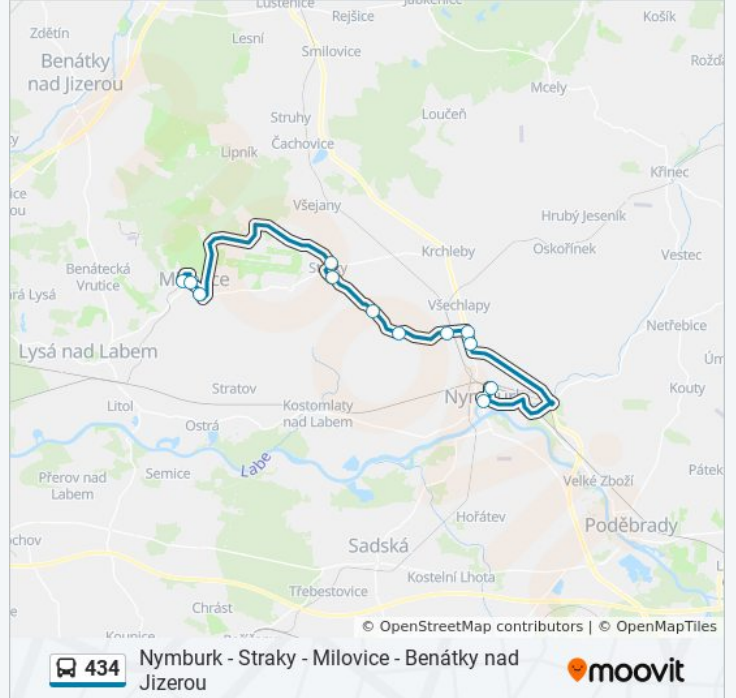 Luštěnice
Rejšice
Košík
Zdětín
Lesní
Smilovice
Benátky
nad Jizerou
Mcely
Loučeň
Struhy
Čachovice
Lipník
Křinec
Všejany
Hrubý Jeseník
Krchleby
Oskořínek
Vestec
Benátecká
Vrutice
ará Lysá
Všechlapy
Netřebice
Lysá nad Labem
Stratov
Kouty
Litol
Kostomlaty
nad Labem
Ostrá
Labe
Semice
Přerov nad
Labem
Velké Zboží
Pátek
Hořátev
Poděbrady
Sadská
Kostelní Lhota
Třebestovice
Chrást
© OpenStreetMap contributors | © OpenMapTiles
434
Nymburk - Straky - Milovice - Benátky nad
Jizerou
moovit